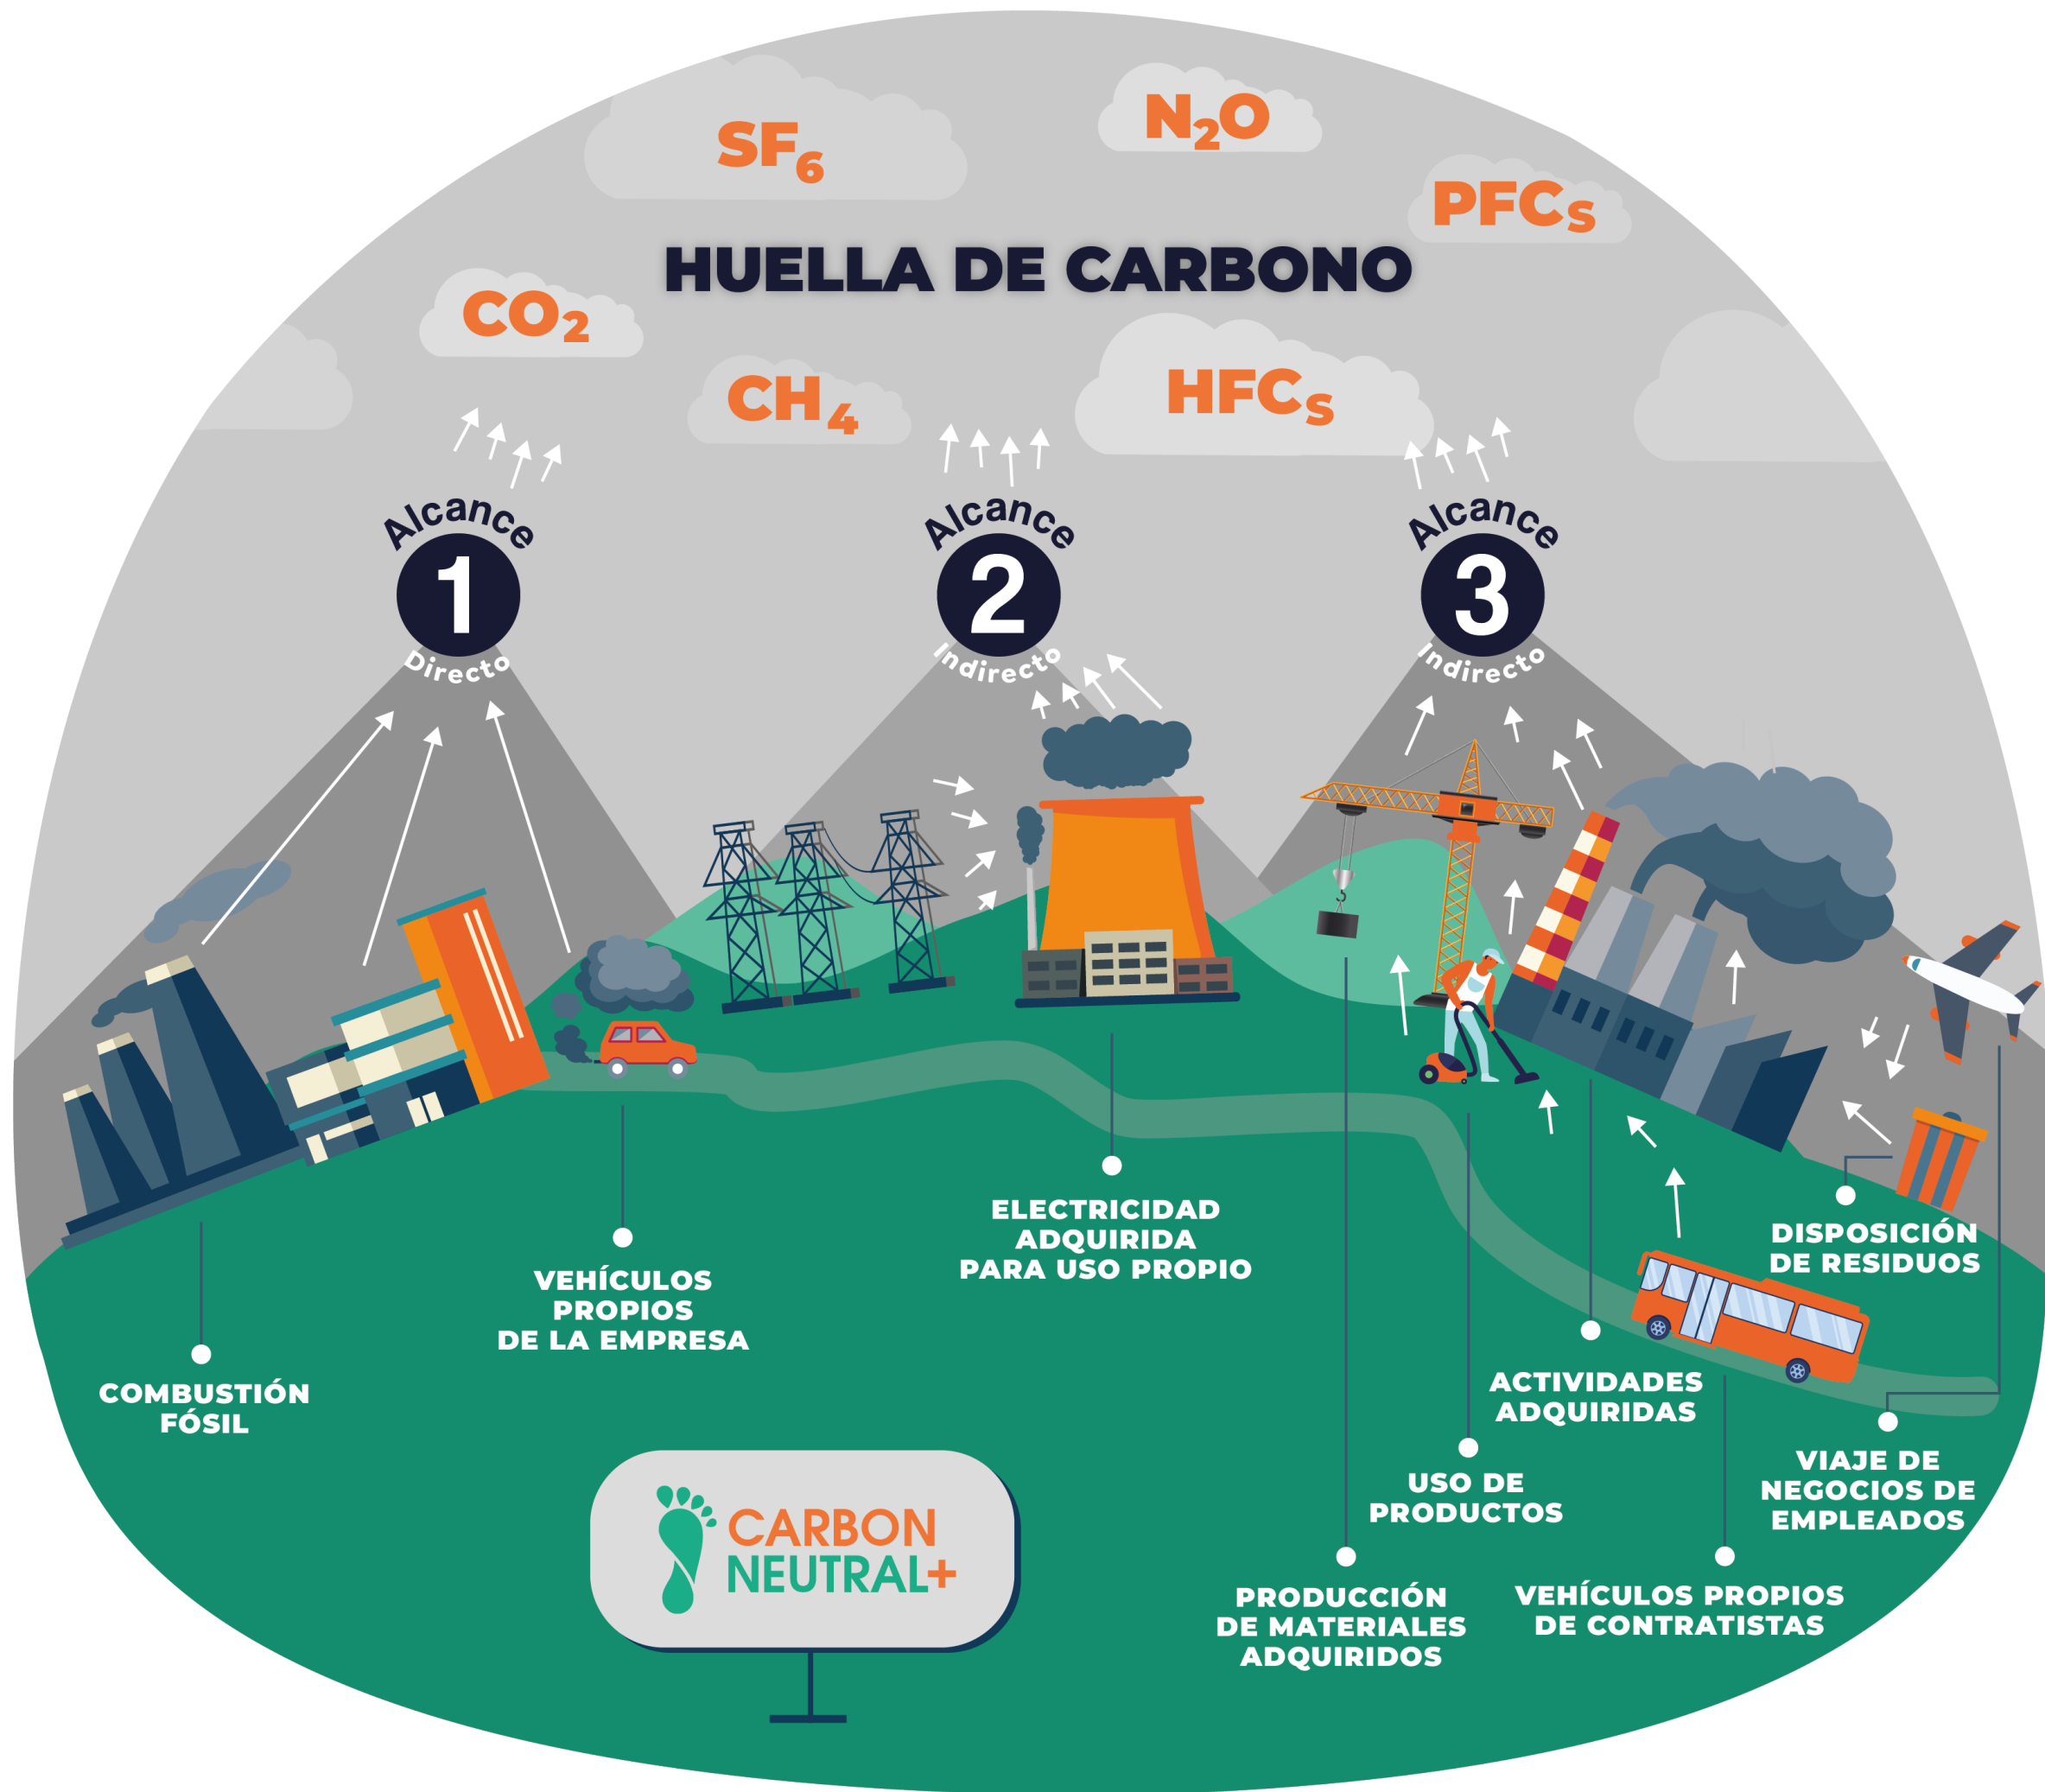 SF6
N2O
PFCs
HUELLA DE CARBONO
CO2
CH4
HFCs
Alcance
1
Directo
Alcance
2
Indirecto
Alcance
3
Indirecto
COMBUSTIÓN
FÓSIL
VEHÍCULOS
PROPIOS
DE LA EMPRESA
ELECTRICIDAD
ADQUIRIDA
PARA USO PROPIO
PRODUCCIÓN
DE MATERIALES
ADQUIRIDOS
USO DE
PRODUCTOS
ACTIVIDADES
ADQUIRIDAS
VEHÍCULOS PROPIOS
DE CONTRATISTAS
DISPOSICIÓN
DE RESIDUOS
VIAJE DE
NEGOCIOS DE
EMPLEADOS
CARBON
NEUTRAL+